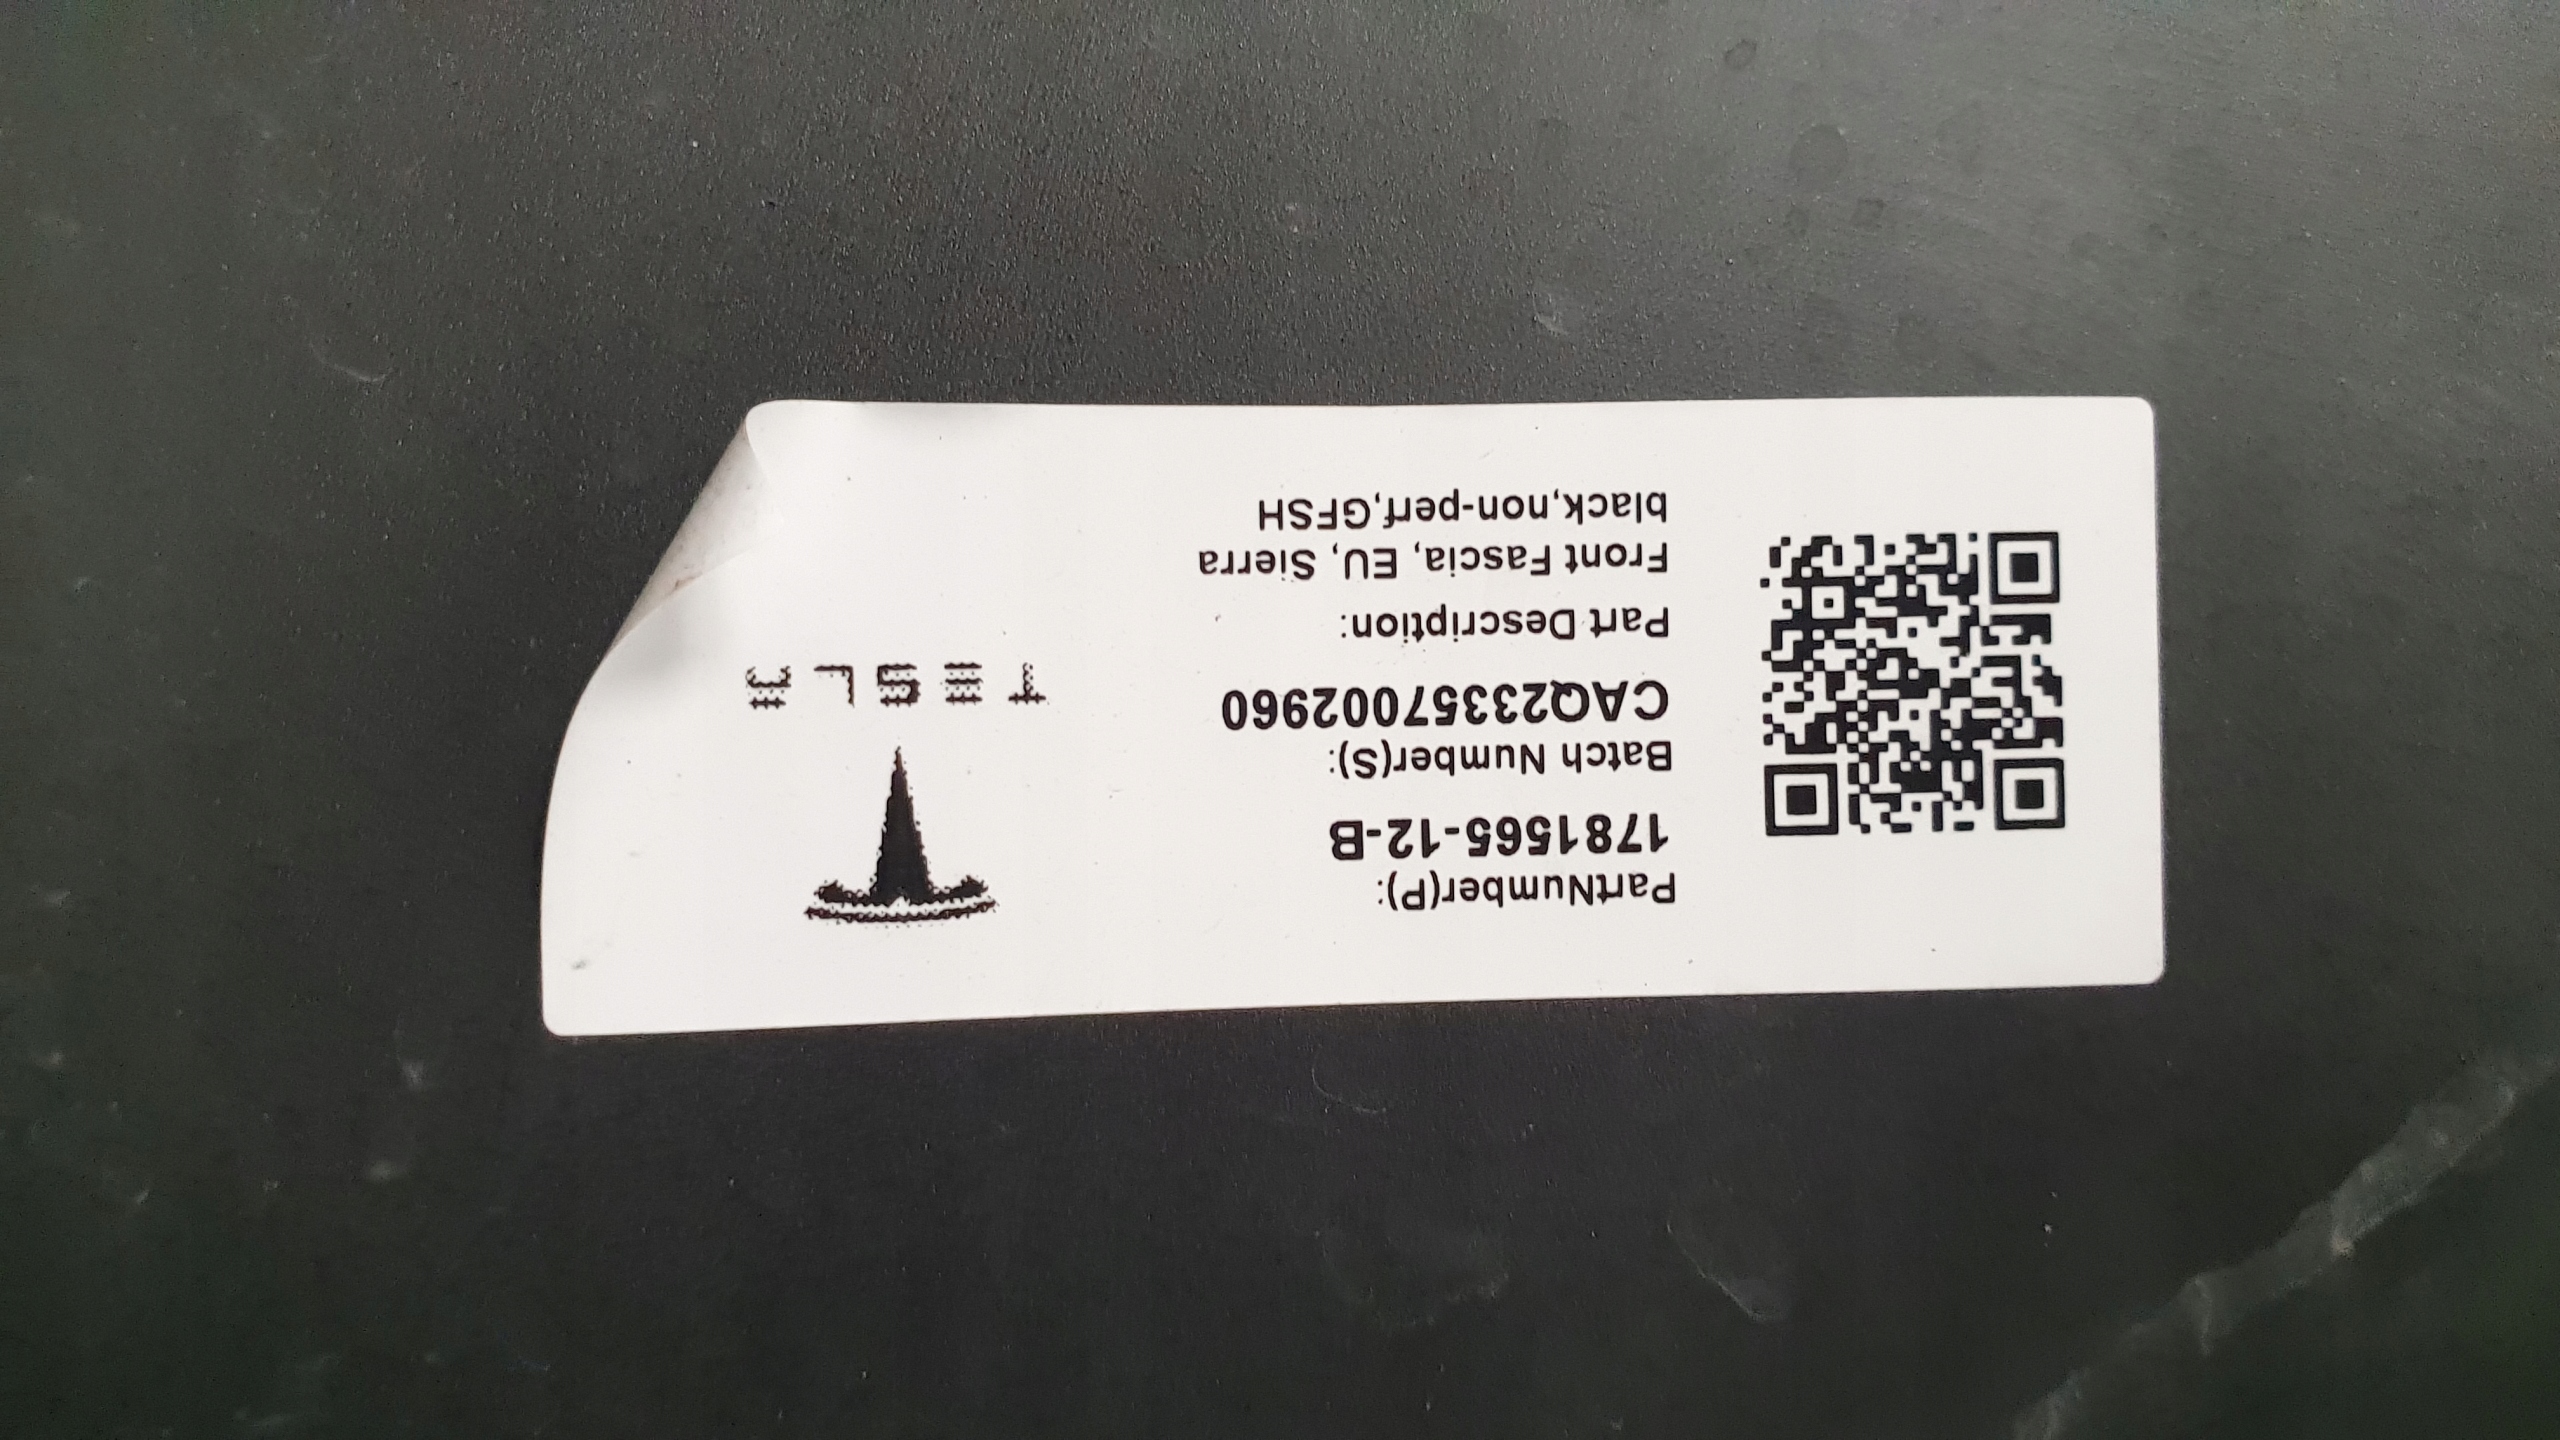 PartNumber(P):
1781565-12-B
Batch Number(S):
CAQ23357002960
Part Description:
Front Fascia, EU, Sierra
black,non-perf,GFSH
TESLA